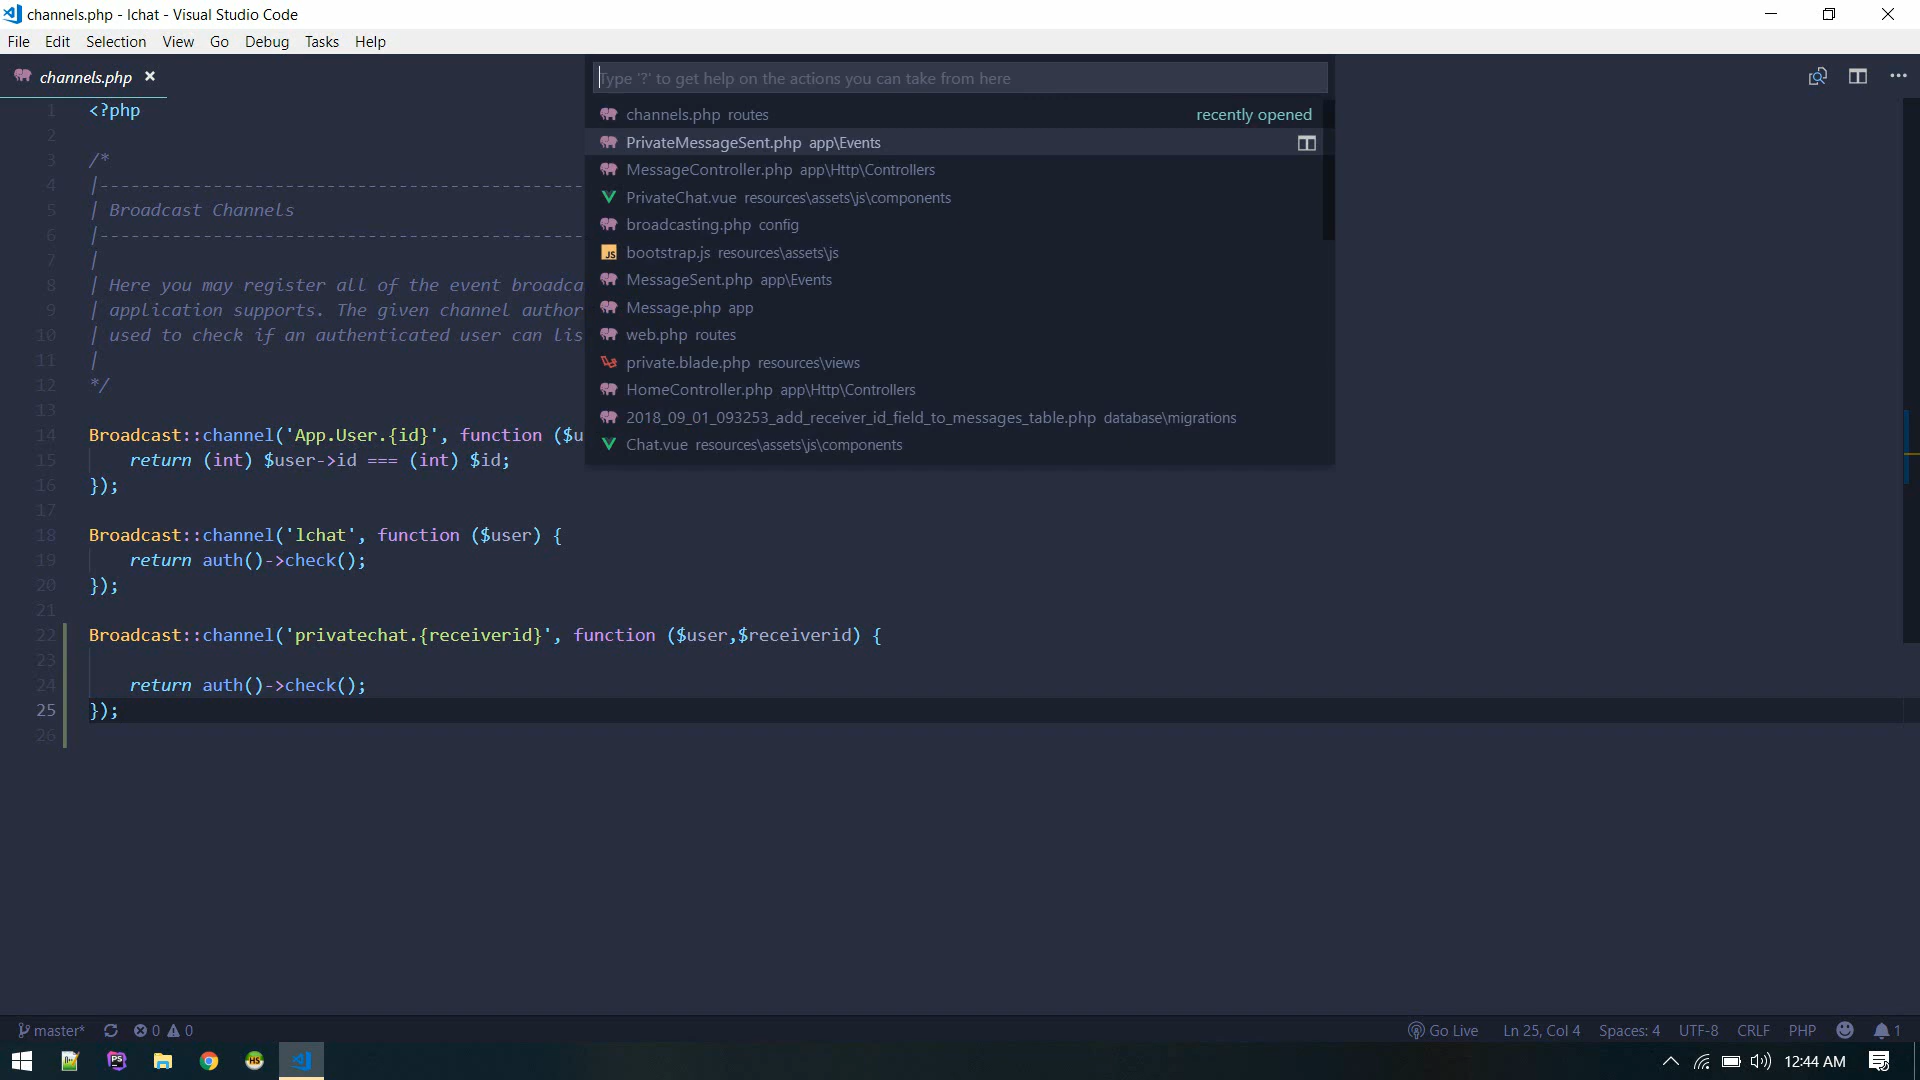 channels.php - lchat - Visual Studio Code
File Edit Selection View Go Debug Tasks Help
channels.php
Type '?' to get help on the actions you can take from here
channels.php routes recently opened
PrivateMessageSent.php app\Events
MessageController.php app\Http\Controllers
PrivateChat.vue resources\assets\js\components
broadcasting.php config
bootstrap.js resources\assets\js
MessageSent.php app\Events
Message.php app
web.php routes
private.blade.php resources\views
HomeController.php app\Http\Controllers
2018_09_01_093253_add_receiver_id_field_to_messages_table.php database\migrations
Chat.vue resources\assets\js\components
1 <?php
2
3 /*
4 |-----------------------------------------------
5 | Broadcast Channels
6 |-----------------------------------------------
7 |
8 | Here you may register all of the event broadca
9 | application supports. The given channel author
10 | used to check if an authenticated user can lis
11 |
12 */
13
14 Broadcast::channel('App.User.{id}', function ($u
15 return (int) $user->id === (int) $id;
16 });
17
18 Broadcast::channel('lchat', function ($user) {
19 return auth()->check();
20 });
21
22 Broadcast::channel('privatechat.{receiverid}', function ($user,$receiverid) {
23
24 return auth()->check();
25 });
26
master* 0 0 Go Live Ln 25, Col 4 Spaces: 4 UTF-8 CRLF PHP 1
PS HS 12:44 AM